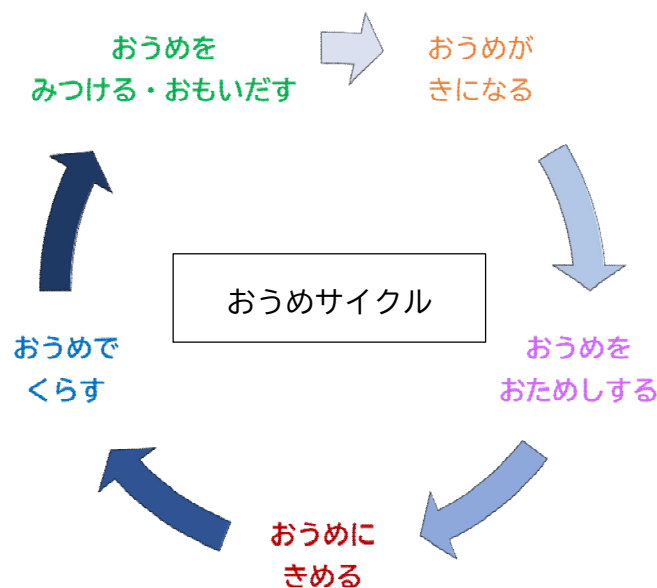 おうめを
みつける・おもいだす
おうめが
きになる
おうめサイクル
おうめで
くらす
おうめを
おためしする
おうめに
きめる